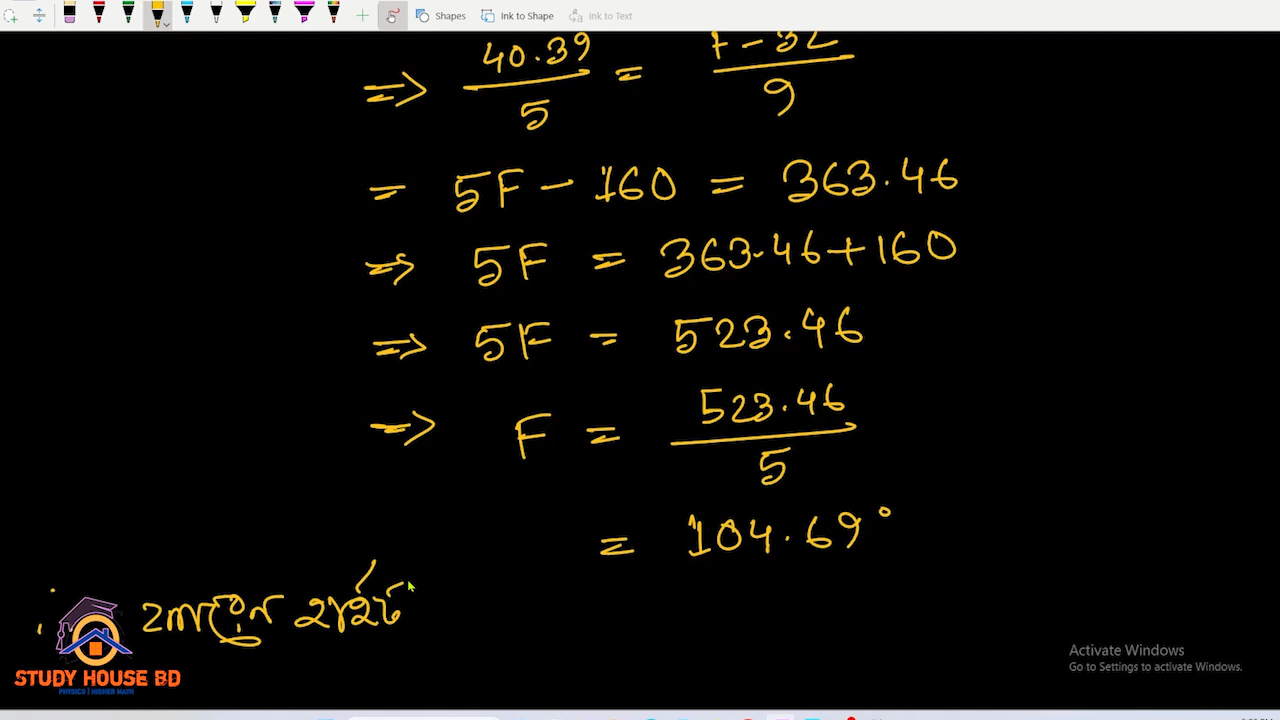 Shapes Ink to Shape Ink to Text
=> 40.39/5 = F-32/9
= 5F - 160 = 363.46
=> 5F = 363.46+160
=> 5F = 523.46
=> F = 523.46/5
= 104.69°
STUDY HOUSE BD
PHYSICS | HIGHER MATH
Activate Windows
Go to Settings to activate Windows.